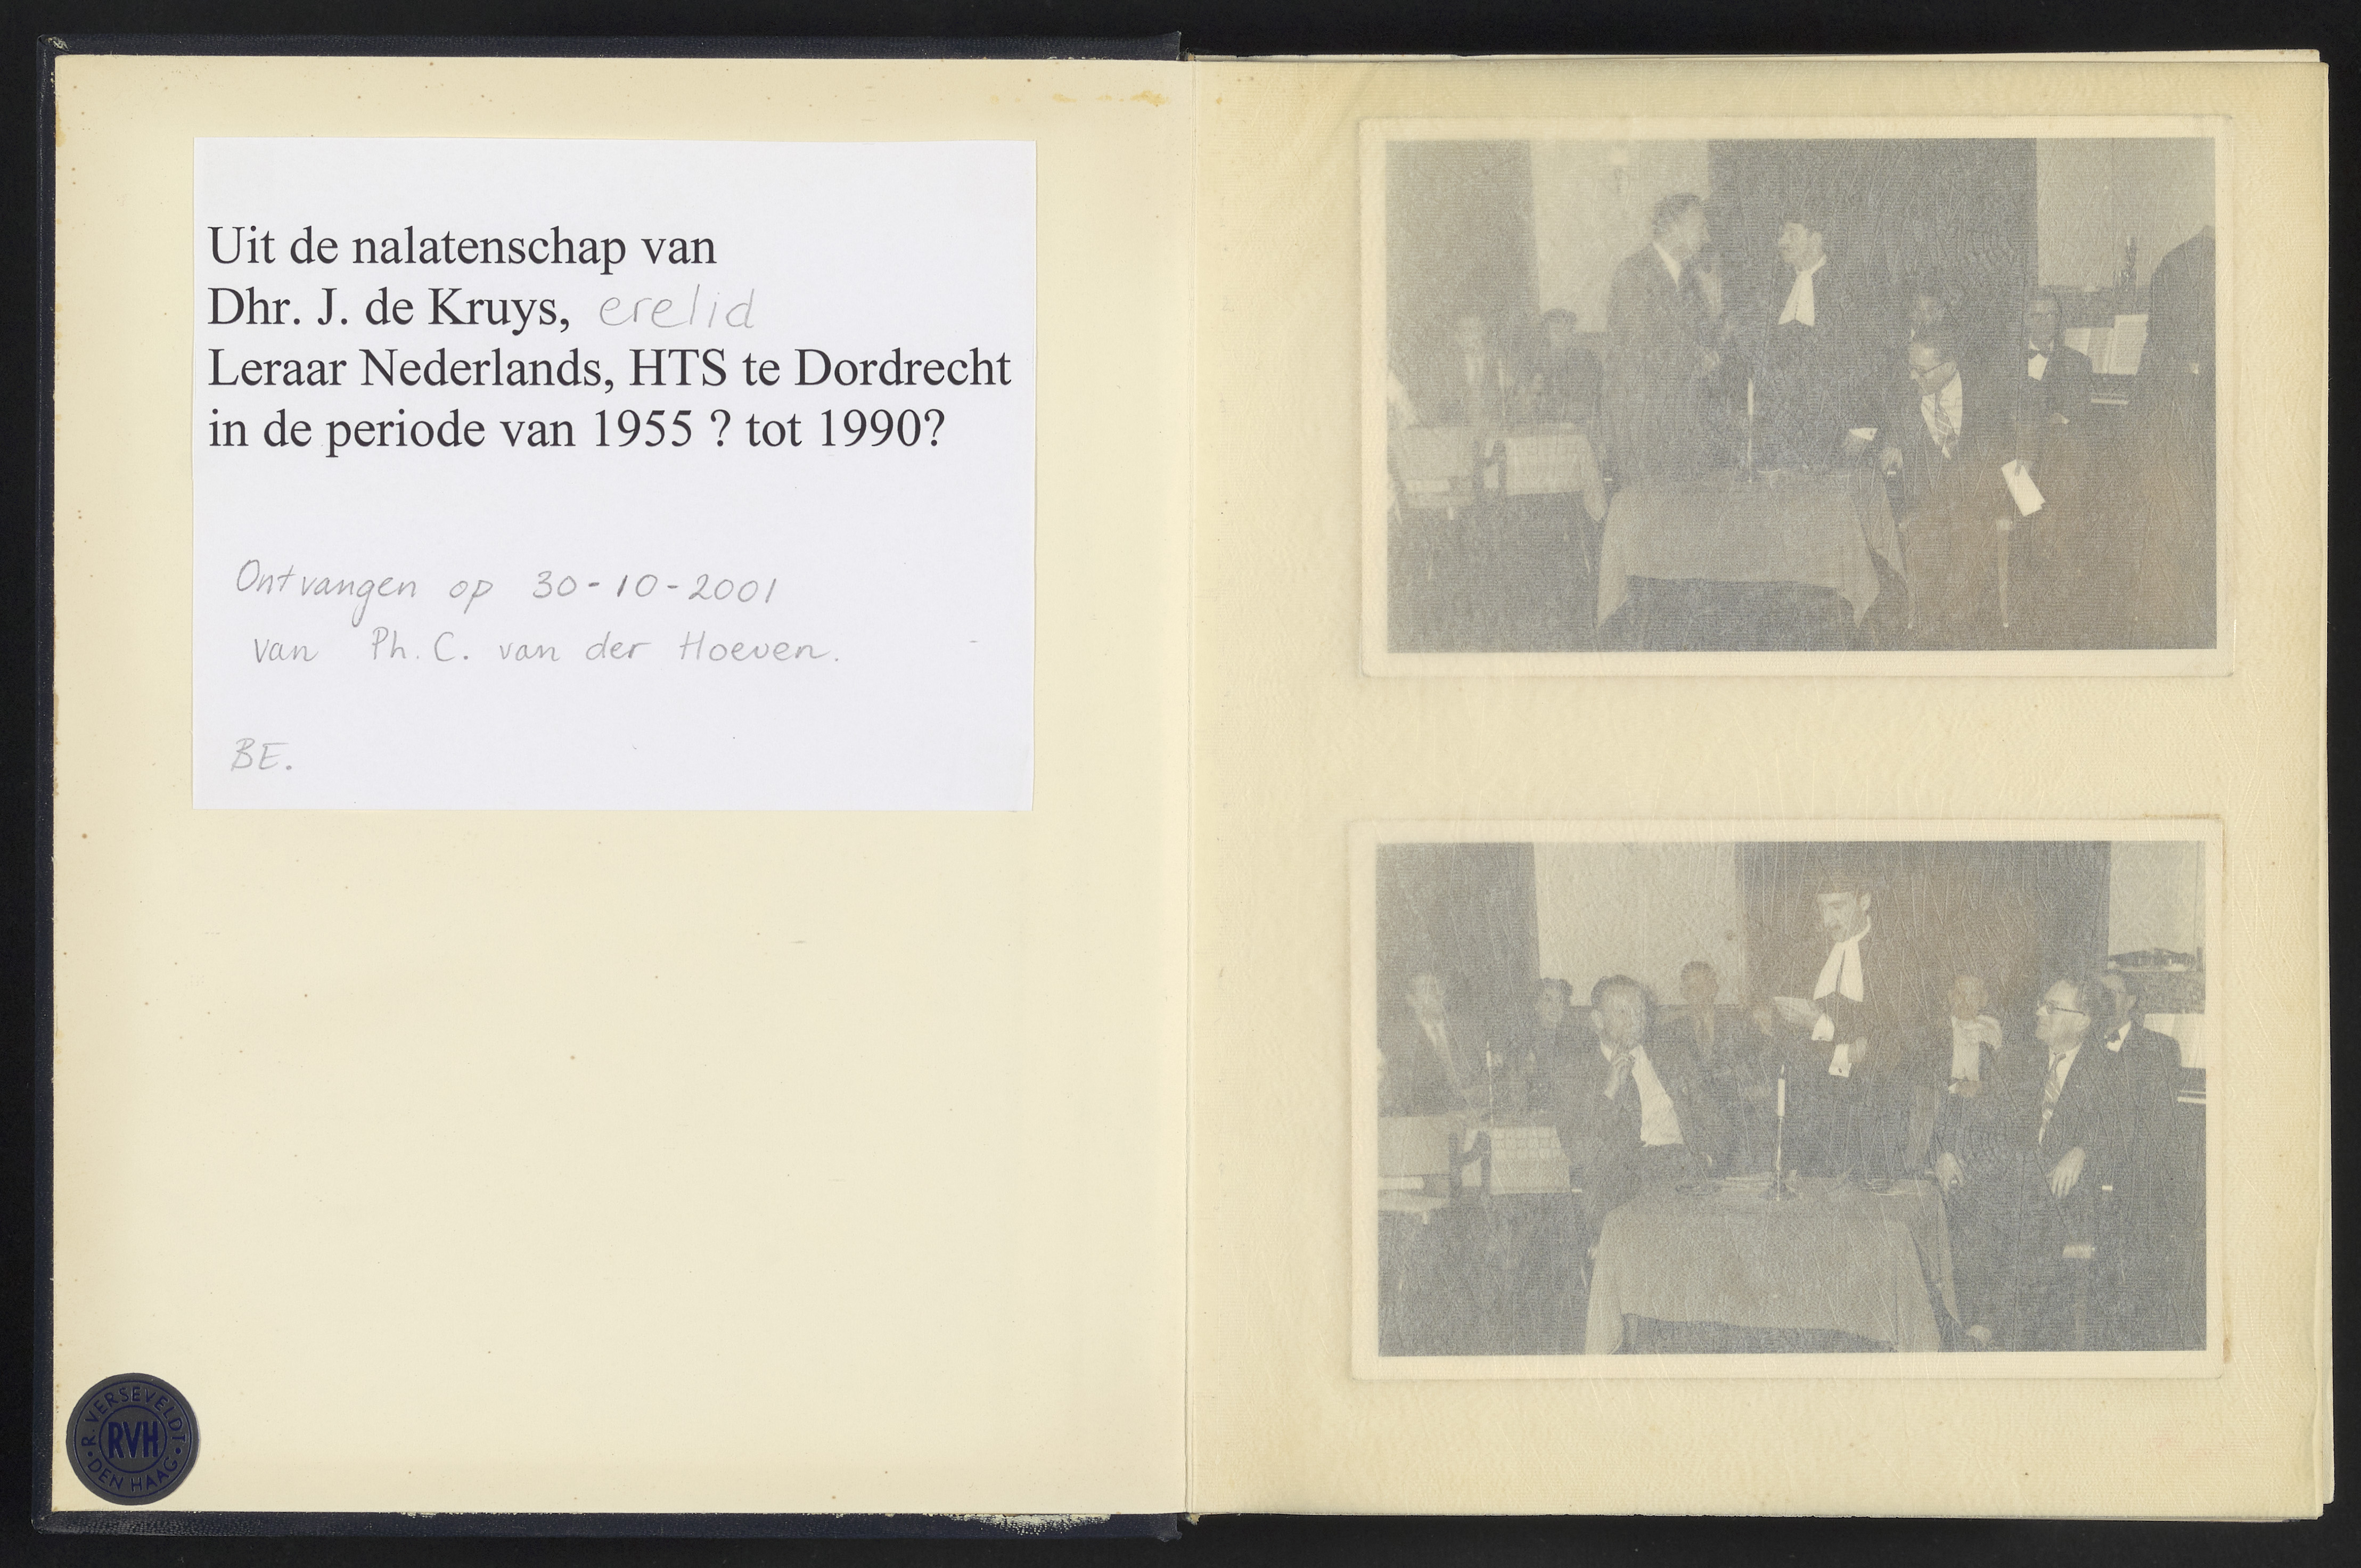 Uit de nalatenschap van
Dhr. J. de Kruys, erelid
Leraar Nederlands, HTS te Dordrecht
in de periode van 1955 ? tot 1990?
Ontvangen op 30-10-2001
van Ph. C. van der Hoeven.
BE.
R. VERSEVELDT
RVH
DEN HAAG